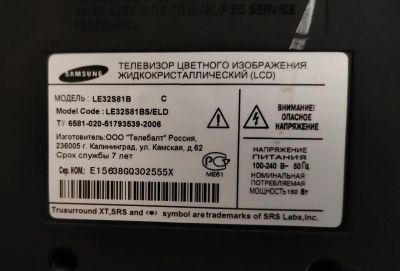 NG TO QUALIFIED SERVICE
PERSONNEL
SAMSUNG
ТЕЛЕВИЗОР ЦВЕТНОГО ИЗОБРАЖЕНИЯ
ЖИДКОКРИСТАЛЛИЧЕСКИЙ (LCD)
МОДЕЛЬ : LE32S81B C
Model Code : LE32S81BS/ELD
ТУ 6581-020-51793539-2006
Изготовитель:ООО "Телебалт" Россия,
236005 г. Калининград, ул. Камская, д.62
Срок службы 7 лет
Сер. НОМ: E15638G0302555X
РСТ
МЕ61
ВНИМАНИЕ!
ОПАСНОЕ
НАПРЯЖЕНИЕ
НАПРЯЖЕНИЕ
ПИТАНИЯ
100-240 В~ 50 Гц
НОМИНАЛЬНАЯ
ПОТРЕБЛЯЕМАЯ
МОЩНОСТЬ 150 Вт
Trusurround XT,SRS and (●) symbol are trademarks of SRS Labs,Inc.